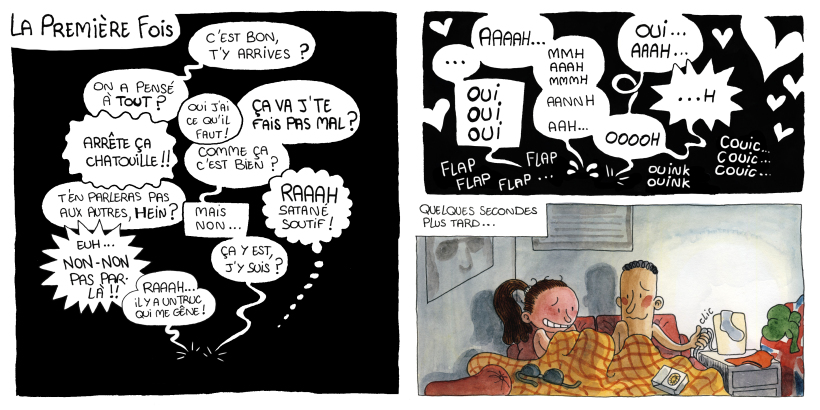 LA PREMIÈRE FOIS
C'EST BON,
T'Y ARRIVES ?
ON A PENSÉ
À TOUT ?
OUI J'AI
CE QU'IL
FAUT !
ÇA VA J'TE
FAIS PAS MAL ?
ARRÊTE ÇA
CHATOUILLE !!
COMME ÇA
C'EST BIEN ?
T'EN PARLERAS PAS
AUX AUTRES, HEIN ?
MAIS
NON...
RAAAH
SATANÉ
SOUTIF !
EUH...
NON-NON
PAS PAR-
LÀ !!
ÇA Y EST,
J'Y SUIS ?
RAAAH...
IL Y A UN TRUC
QUI ME GÊNE !
AAAAH...
OUI...
AAAH...
...
MMH
AAAH
MMMH
AANNH
AAH...
OUI
OUI
OUI
...H
OOOOH
COUIC...
COUIC...
COUIC...
FLAP
FLAP
FLAP
FLAP...
OUINK
OUINK
QUELQUES SECONDES
PLUS TARD...
CLIC